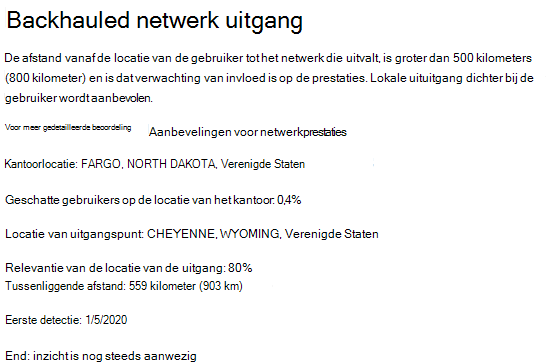 Backhauled netwerk uitgang
De afstand vanaf de locatie van de gebruiker tot het netwerk die uitvalt, is groter dan 500 kilometers
(800 kilometer) en is dat verwachting van invloed is op de prestaties. Lokale uituitgang dichter bij de
gebruiker wordt aanbevolen.
Voor meer gedetailleerde beoordeling Aanbevelingen voor netwerkprestaties
Kantoorlocatie: FARGO, NORTH DAKOTA, Verenigde Staten
Geschatte gebruikers op de locatie van het kantoor: 0,4%
Locatie van uitgangspunt: CHEYENNE, WYOMING, Verenigde Staten
Relevantie van de locatie van de uitgang: 80%
Tussenliggende afstand: 559 kilometer (903 km)
Eerste detectie: 1/5/2020
End: inzicht is nog steeds aanwezig